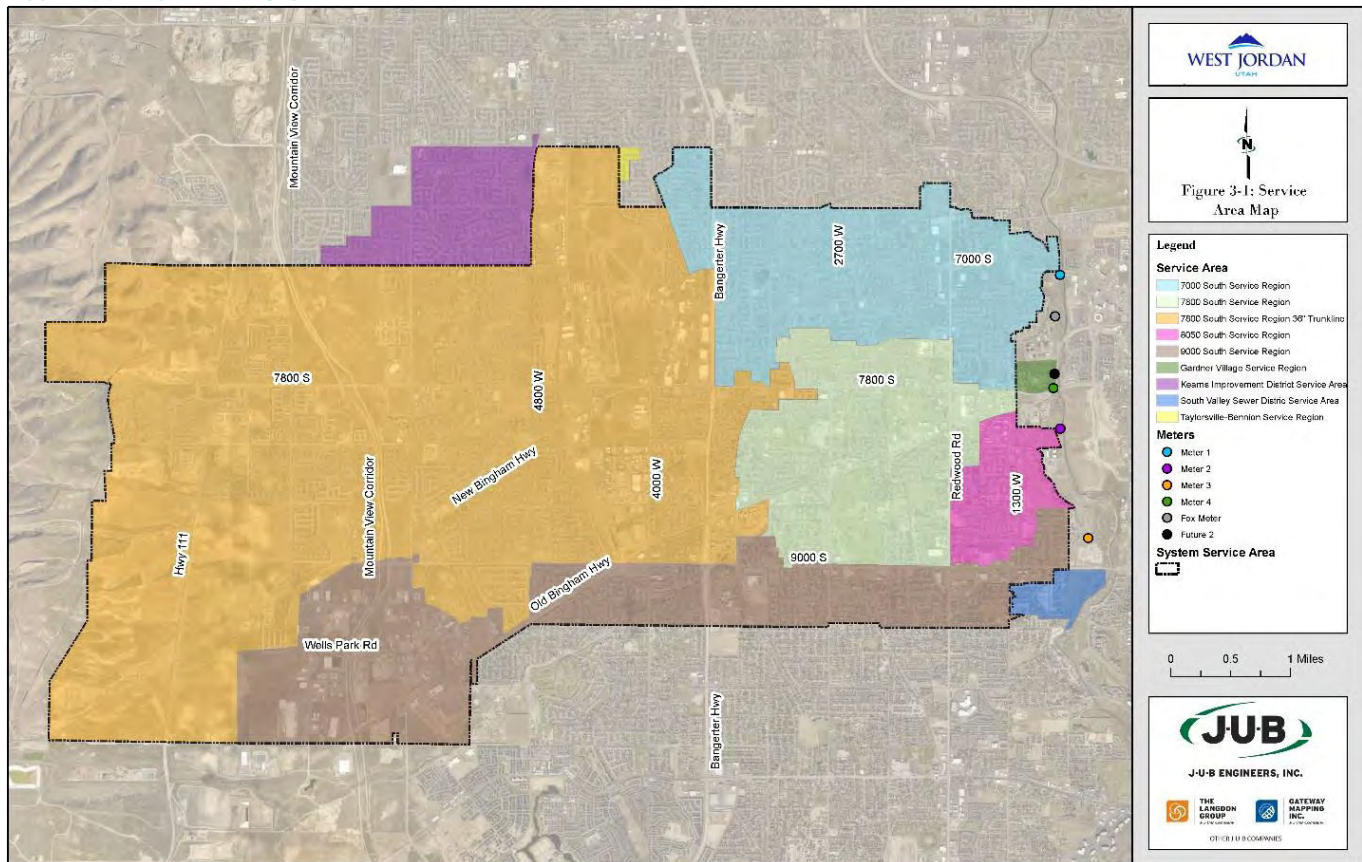 Mountain View Corridor
Bangerter Hwy
2700 W
7000 S
7800 S
4800 W
7800 S
New Bingham Hwy
4000 W
Redwood Rd
1300 W
Hwy 111
Mountain View Corridor
Old Bingham Hwy
9000 S
Wells Park Rd
Bangerter Hwy
WEST JORDAN
UTAH
N
Figure 3-1: Service
Area Map
Legend
Service Area
7000 South Service Region
7800 South Service Region
7800 South Service Region 36" Trunkline
8050 South Service Region
9000 South Service Region
Gardner Village Service Region
Kearns Improvement District Service Area
South Valley Sewer Distric Service Area
Taylorsville-Bennion Service Region
Meters
Meter 1
Meter 2
Meter 3
Meter 4
Fox Meter
Future 2
System Service Area
0 0.5 1 Miles
J·U·B
J·U·B ENGINEERS, INC.
THE
LANGDON
GROUP
GATEWAY
MAPPING
INC.
OTHER J·U·B COMPANIES